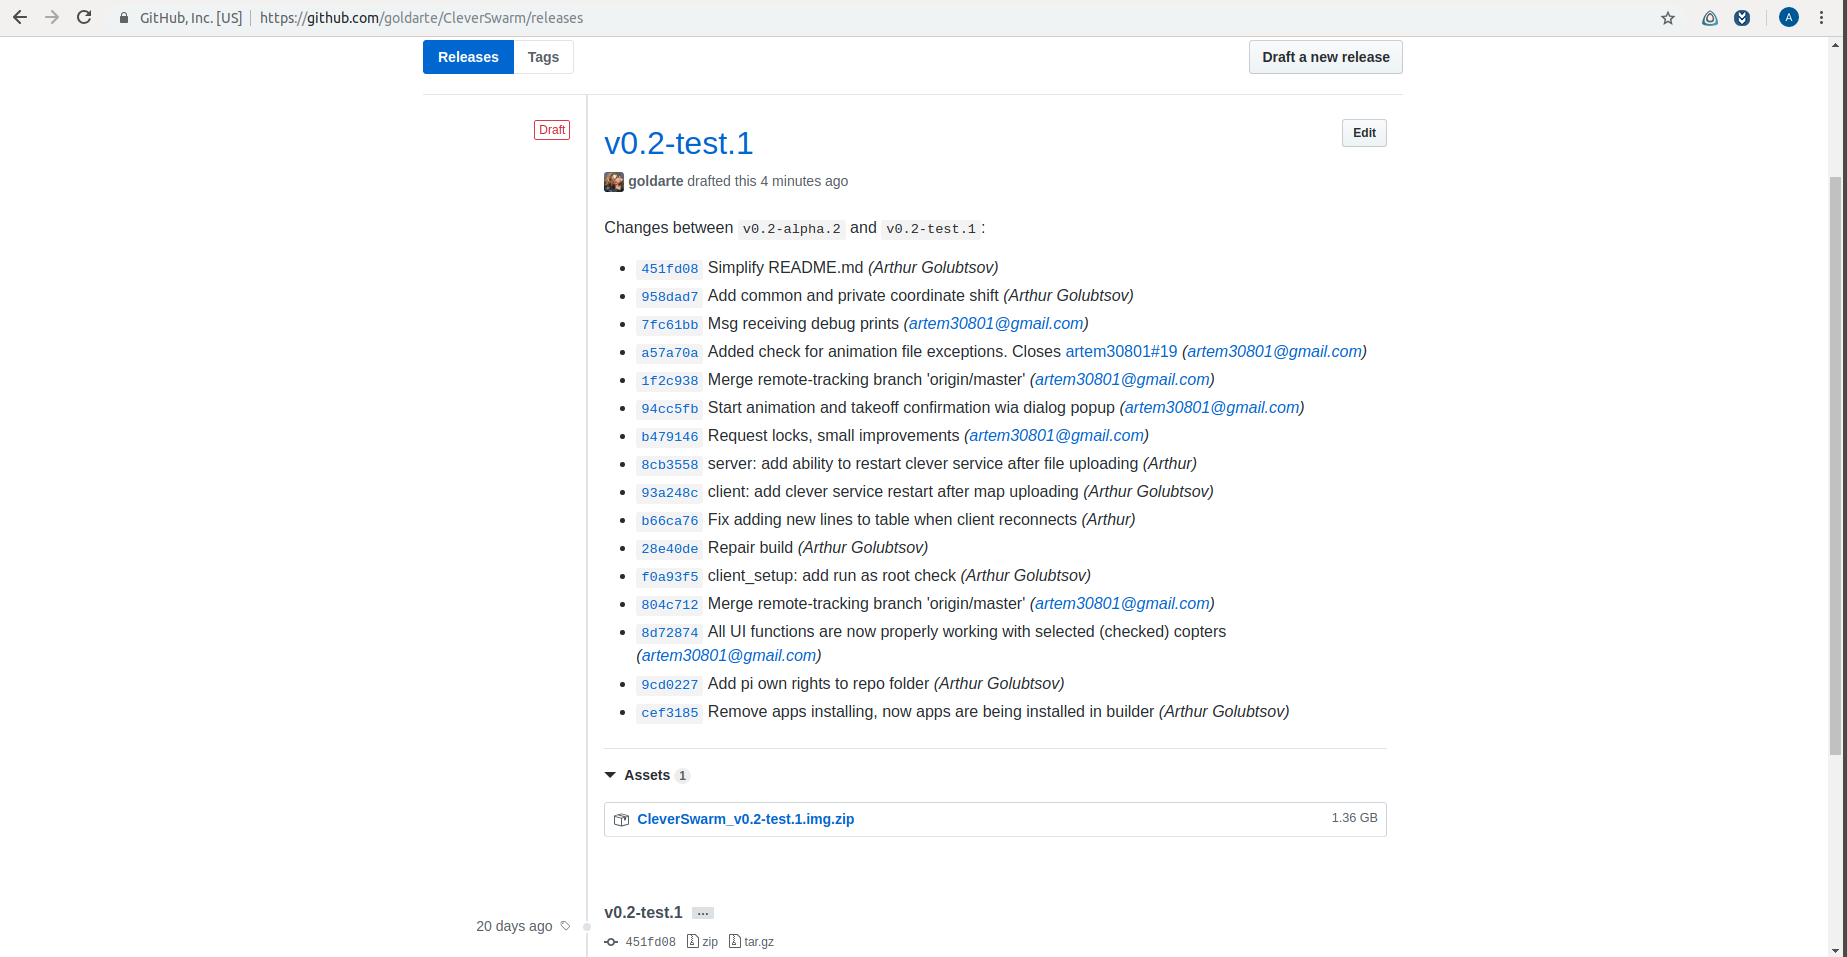 GitHub, Inc. [US] https://github.com/goldarte/CleverSwarm/releases
A
Releases Tags
Draft a new release
Draft
v0.2-test.1
Edit
goldarte drafted this 4 minutes ago
Changes between v0.2-alpha.2 and v0.2-test.1 :
451fd08 Simplify README.md (Arthur Golubtsov)
958dad7 Add common and private coordinate shift (Arthur Golubtsov)
7fc61bb Msg receiving debug prints (artem30801@gmail.com)
a57a70a Added check for animation file exceptions. Closes artem30801#19 (artem30801@gmail.com)
1f2c938 Merge remote-tracking branch 'origin/master' (artem30801@gmail.com)
94cc5fb Start animation and takeoff confirmation wia dialog popup (artem30801@gmail.com)
b479146 Request locks, small improvements (artem30801@gmail.com)
8cb3558 server: add ability to restart clever service after file uploading (Arthur)
93a248c client: add clever service restart after map uploading (Arthur Golubtsov)
b66ca76 Fix adding new lines to table when client reconnects (Arthur)
28e40de Repair build (Arthur Golubtsov)
f0a93f5 client_setup: add run as root check (Arthur Golubtsov)
804c712 Merge remote-tracking branch 'origin/master' (artem30801@gmail.com)
8d72874 All UI functions are now properly working with selected (checked) copters
(artem30801@gmail.com)
9cd0227 Add pi own rights to repo folder (Arthur Golubtsov)
cef3185 Remove apps installing, now apps are being installed in builder (Arthur Golubtsov)
Assets 1
CleverSwarm_v0.2-test.1.img.zip 1.36 GB
v0.2-test.1 ...
20 days ago
451fd08 zip tar.gz